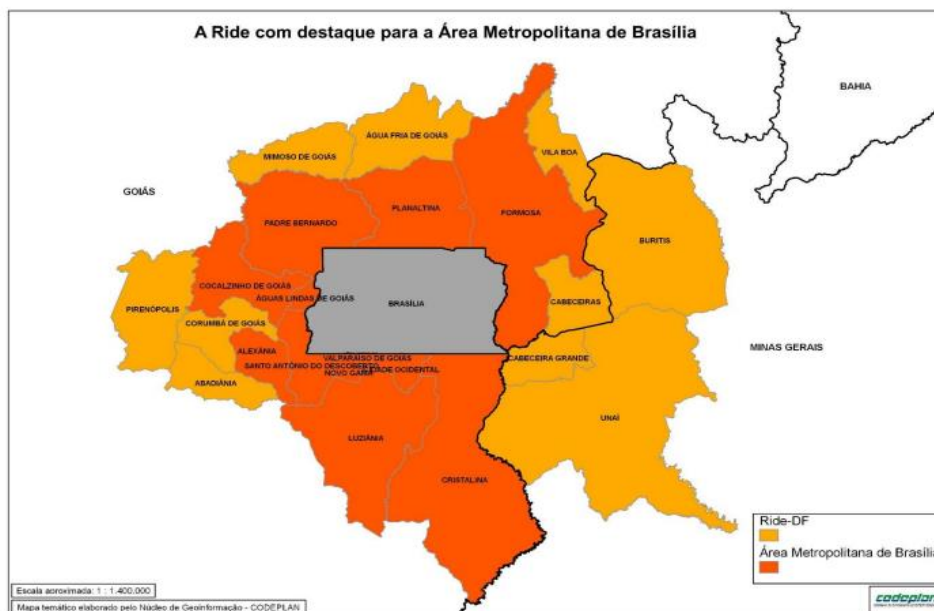 A Ride com destaque para a Área Metropolitana de Brasília
BAHIA
ÁGUA FRIA DE GOIÁS
MIMOSO DE GOIÁS
VILA BOA
GOIÁS
PLANALTINA
FORMOSA
PADRE BERNARDO
BURITIS
COCALZINHO DE GOIÁS
ÁGUAS LINDAS DE GOIÁS
BRASÍLIA
CABECEIRAS
PIRENÓPOLIS
CORUMBÁ DE GOIÁS
MINAS GERAIS
ALEXÂNIA
VALPARAÍSO DE GOIÁS
CABECEIRA GRANDE
SANTO ANTÔNIO DO DESCOBERTO
OCIDENTAL
NOVO GAMA
ABADIÂNIA
UNAÍ
LUZIÂNIA
CRISTALINA
Ride-DF
Área Metropolitana de Brasília
Escala aproximada: 1 : 1.400.000
Mapa temático elaborado pelo Núcleo de Geoinformação - CODEPLAN
codeplan